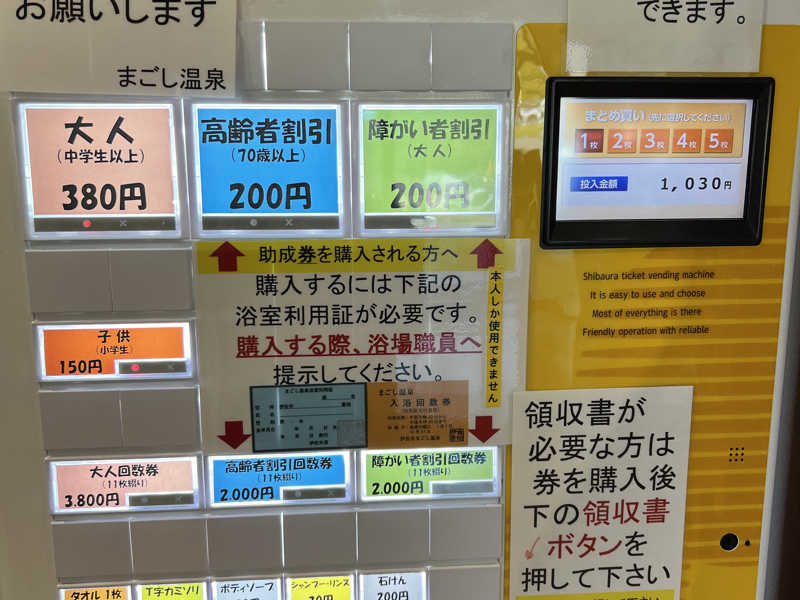 お願いします
まごし温泉
できます。
大人
(中学生以上)
380円
高齢者割引
(70歳以上)
200円
障がい者割引
(大人)
200円
まとめ買い (先に選択してください)
1枚 2枚 3枚 4枚 5枚
投入金額 1,030円
Shibaura ticket vending machine
It is easy to use and choose
Most of everything is there
Friendly operation with reliable
助成券を購入される方へ
購入するには下記の
浴室利用証が必要です。
購入する際、浴場職員へ
提示してください。
本人しか使用できません
まごし温泉
入浴回数券
子供
(小学生)
150円
大人回数券
(11枚綴り)
3.800円
高齢者割引回数券
(11枚綴り)
2.000円
障がい者割引回数券
(11枚綴り)
2.000円
領収書が
必要な方は
券を購入後
下の領収書
ボタンを
押して下さい
タオル 1枚
T字カミソリ
ボディソープ
シャンプー・リンス
石けん
200円